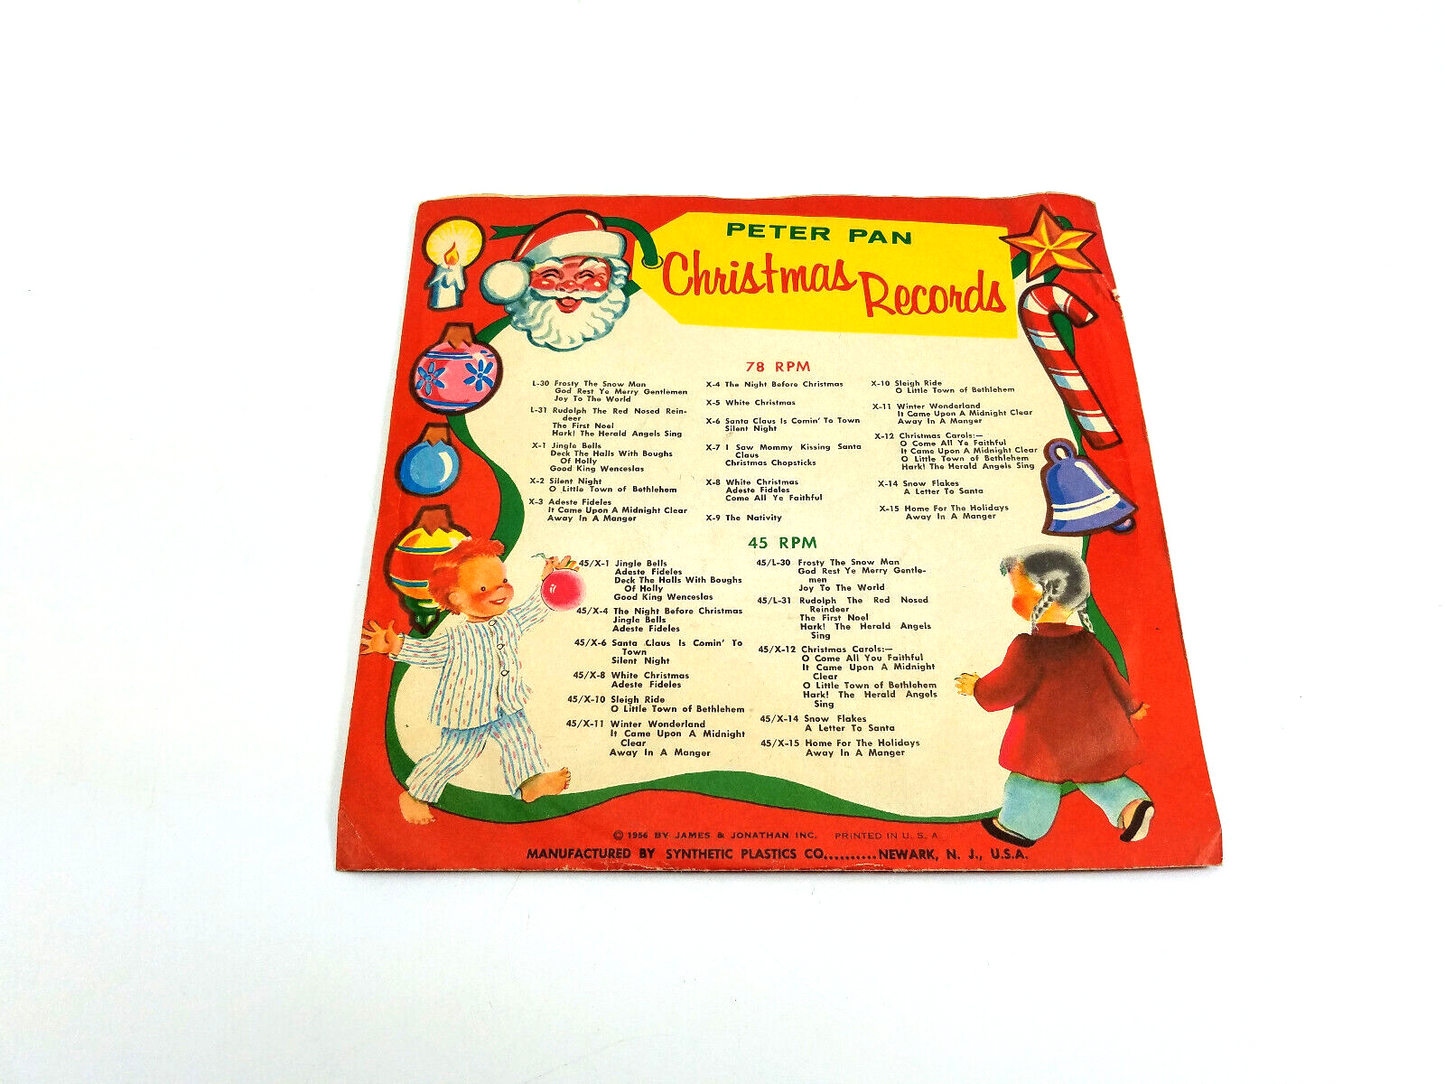 PETER PAN
Christmas Records
78 RPM
L-30 Frosty The Snow Man
God Rest Ye Merry Gentlemen
Joy To The World
L-31 Rudolph The Red Nosed Rein-
deer
The First Noel
Hark! The Herald Angels Sing
X-1 Jingle Bells
Deck The Halls With Boughs
Of Holly
Good King Wenceslas
X-2 Silent Night
O Little Town of Bethlehem
X-3 Adeste Fideles
It Came Upon A Midnight Clear
Away In A Manger
X-4 The Night Before Christmas
X-5 White Christmas
X-6 Santa Claus Is Comin' To Town
Silent Night
X-7 I Saw Mommy Kissing Santa
Claus
Christmas Chopsticks
X-8 White Christmas
Adeste Fideles
Come All Ye Faithful
X-9 The Nativity
X-10 Sleigh Ride
O Little Town of Bethlehem
X-11 Winter Wonderland
It Came Upon A Midnight Clear
Away In A Manger
X-12 Christmas Carols:—
O Come All Ye Faithful
It Came Upon A Midnight Clear
O Little Town of Bethlehem
Hark! The Herald Angels Sing
X-14 Snow Flakes
A Letter To Santa
X-15 Home For The Holidays
Away In A Manger
45 RPM
45/X-1 Jingle Bells
Adeste Fideles
Deck The Halls With Boughs
Of Holly
Good King Wenceslas
45/X-4 The Night Before Christmas
Jingle Bells
Adeste Fideles
45/X-6 Santa Claus Is Comin' To
Town
Silent Night
45/X-8 White Christmas
Adeste Fideles
45/X-10 Sleigh Ride
O Little Town of Bethlehem
45/X-11 Winter Wonderland
It Came Upon A Midnight
Clear
Away In A Manger
45/L-30 Frosty The Snow Man
God Rest Ye Merry Gentle-
men
Joy To The World
45/L-31 Rudolph The Red Nosed
Reindeer
The First Noel
Hark! The Herald Angels
Sing
45/X-12 Christmas Carols:—
O Come All You Faithful
It Came Upon A Midnight
Clear
O Little Town of Bethlehem
Hark! The Herald Angels
Sing
45/X-14 Snow Flakes
A Letter To Santa
45/X-15 Home For The Holidays
Away In A Manger
© 1956 BY JAMES & JONATHAN INC. PRINTED IN U. S. A.
MANUFACTURED BY SYNTHETIC PLASTICS CO..........NEWARK, N. J., U.S.A.